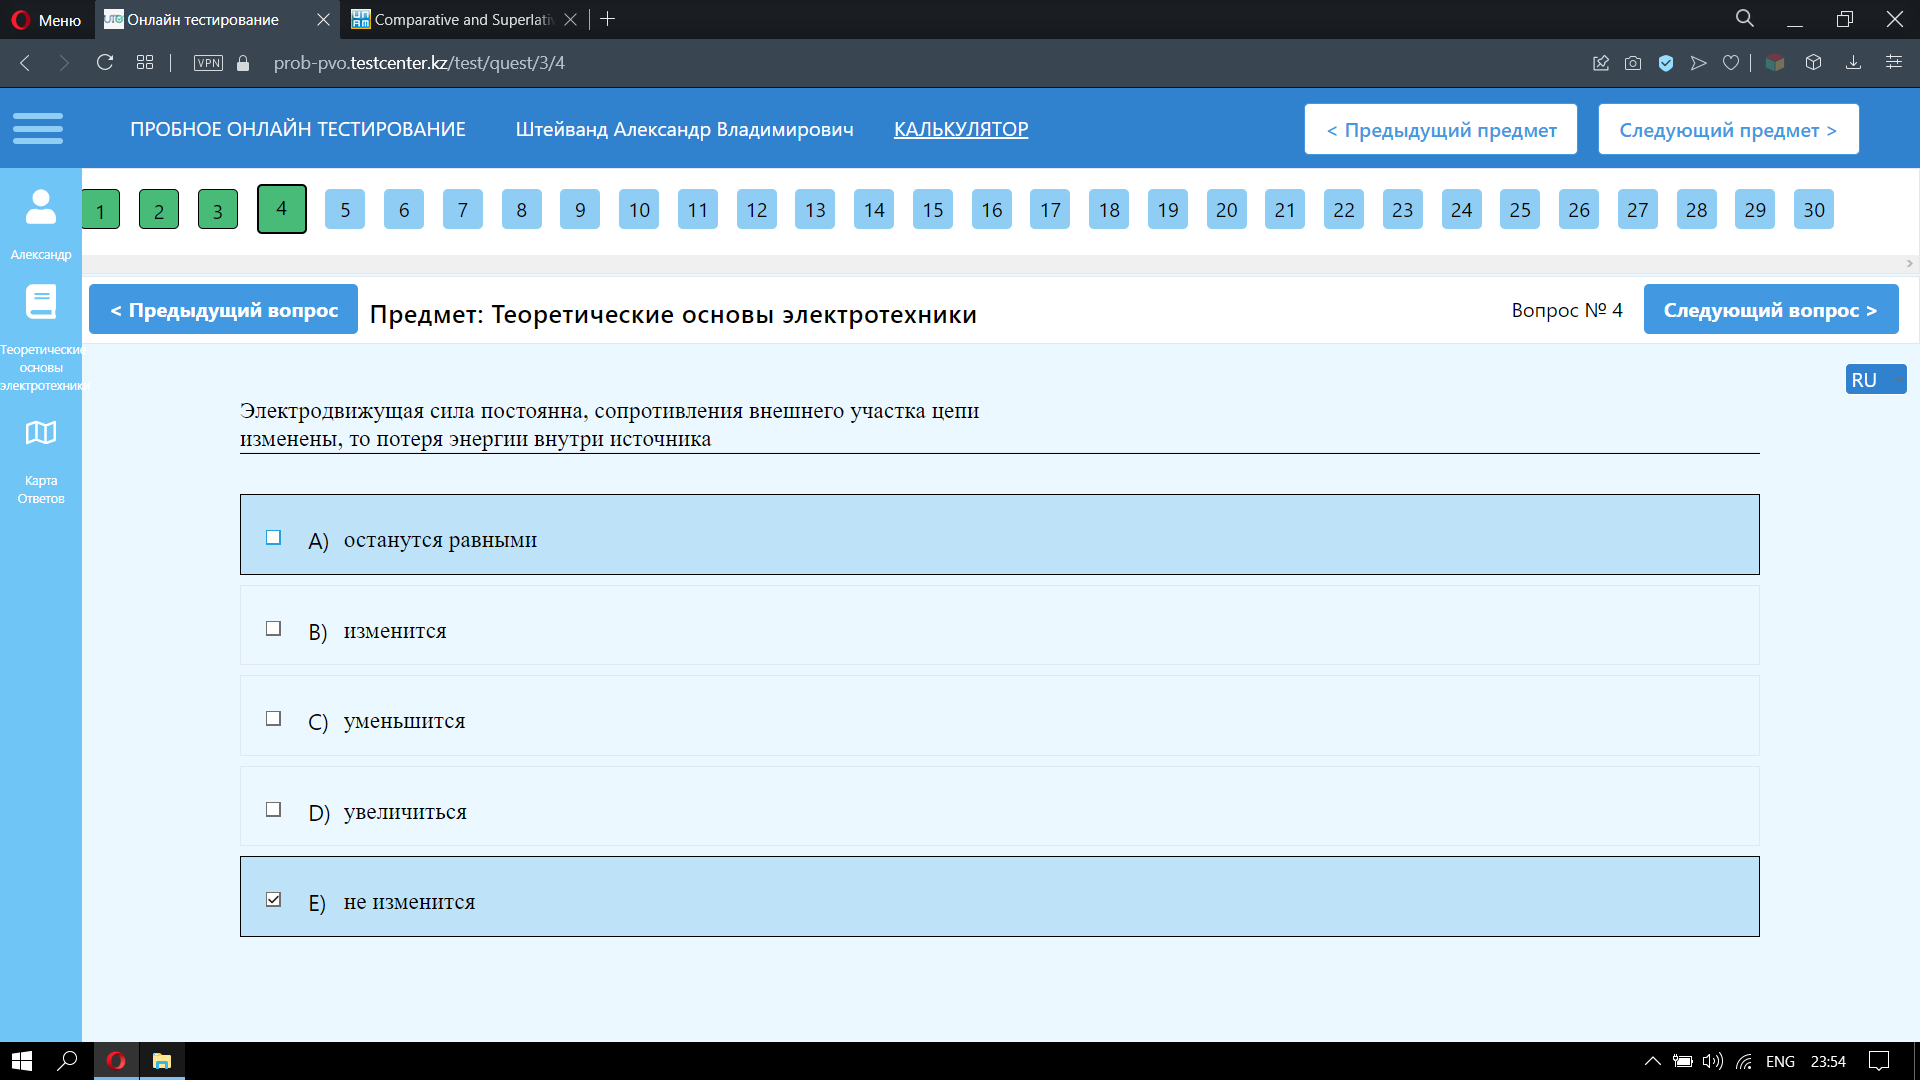 Меню
Онлайн тестирование
Comparative and Superlati
VPN
prob-pvo.testcenter.kz/test/quest/3/4
ПРОБНОЕ ОНЛАЙН ТЕСТИРОВАНИЕ
Штейванд Александр Владимирович
КАЛЬКУЛЯТОР
< Предыдущий предмет
Следующий предмет >
1 2 3 4 5 6 7 8 9 10 11 12 13 14 15 16 17 18 19 20 21 22 23 24 25 26 27 28 29 30
Александр
Теоретические
основы
электротехники
Карта
Ответов
< Предыдущий вопрос
Предмет: Теоретические основы электротехники
Вопрос № 4
Следующий вопрос >
RU
Электродвижущая сила постоянна, сопротивления внешнего участка цепи
изменены, то потеря энергии внутри источника
A) останутся равными
B) изменится
C) уменьшится
D) увеличиться
E) не изменится
ENG
23:54